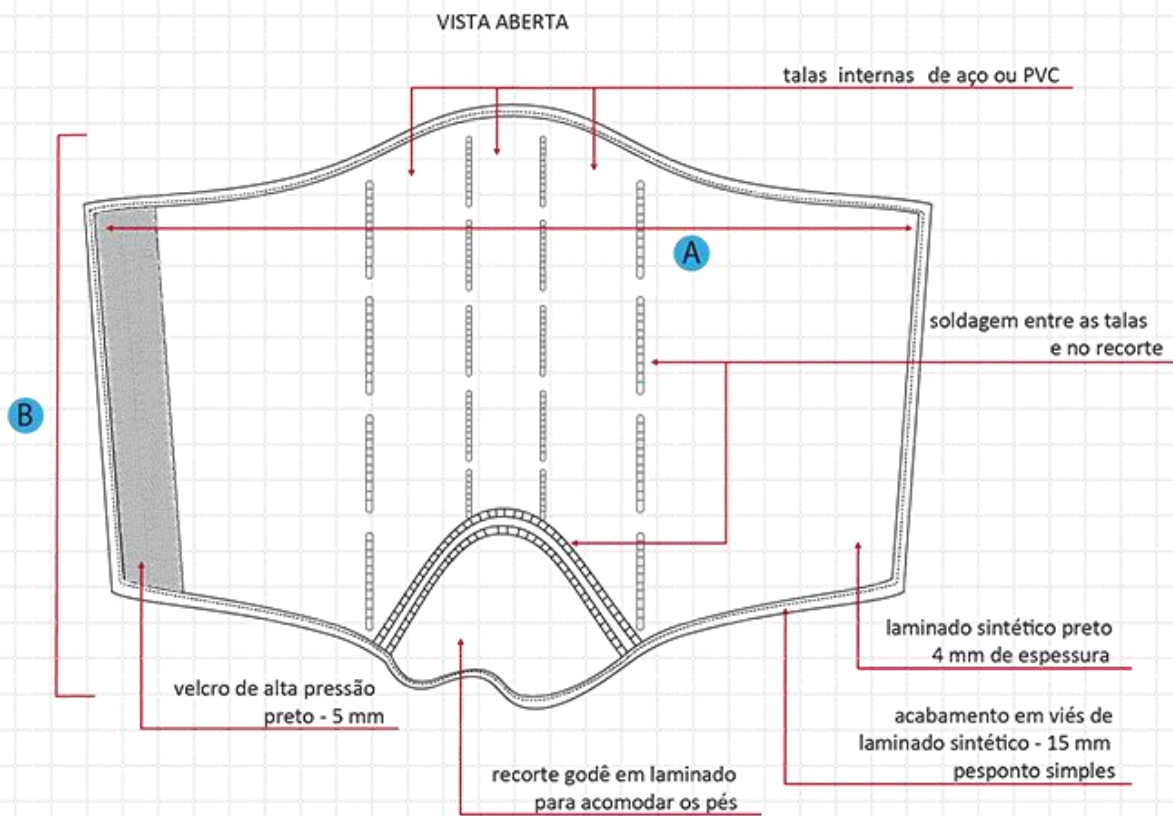 VISTA ABERTA
talas internas de aço ou PVC
A
soldagem entre as talas
e no recorte
B
laminado sintético preto
4 mm de espessura
velcro de alta pressão
preto - 5 mm
acabamento em viés de
laminado sintético - 15 mm
pesponto simples
recorte godê em laminado
para acomodar os pés